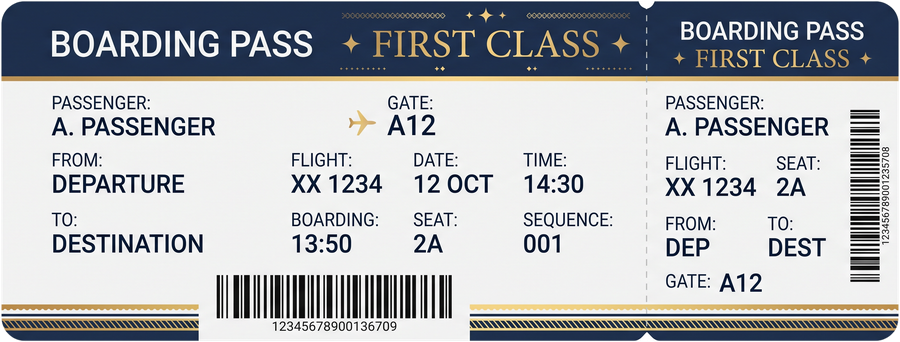 BOARDING PASS
FIRST CLASS
PASSENGER:
A. PASSENGER
GATE:
A12
FROM:
DEPARTURE
FLIGHT:
XX 1234
DATE:
12 OCT
TIME:
14:30
TO:
DESTINATION
BOARDING:
13:50
SEAT:
2A
SEQUENCE:
001
12345678900136709
BOARDING PASS
FIRST CLASS
PASSENGER:
A. PASSENGER
FLIGHT:
XX 1234
SEAT:
2A
FROM:
DEP
TO:
DEST
GATE: A12
123456789001235708